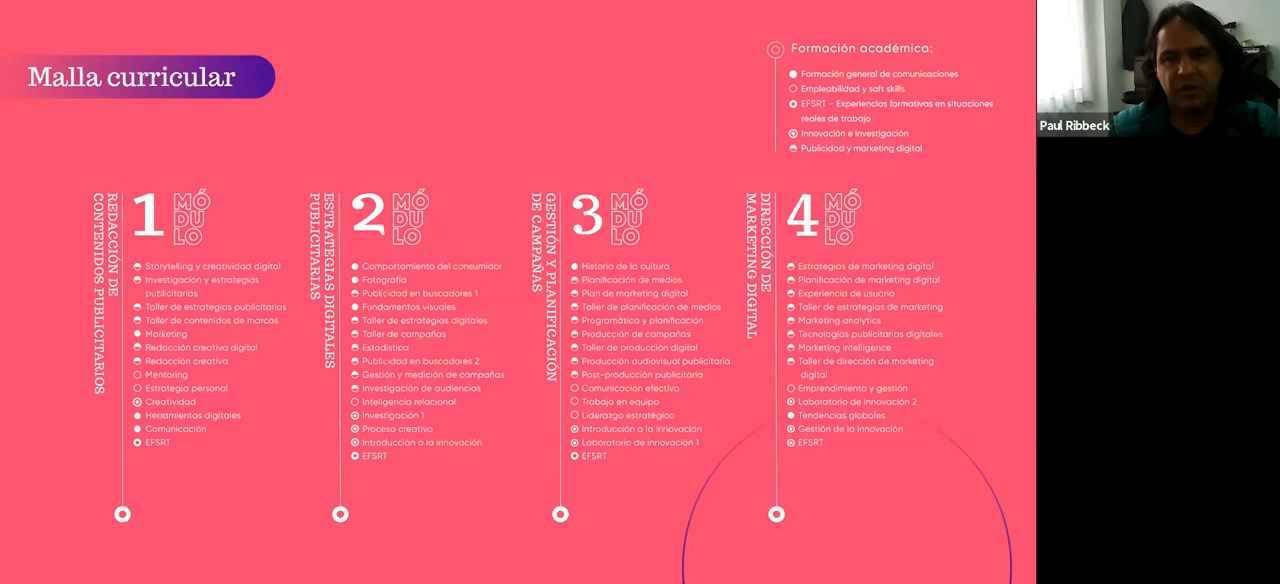 Malla curricular
Formación académica:
Formación general de comunicaciones
Empleabilidad y soft skills
EFSRT - Experiencias formativas en situaciones
reales de trabajo
Innovación e investigación
Publicidad y marketing digital
Paul Ribbeck
REDACCIÓN DE
CONTENIDOS PUBLICITARIOS
1 MÓ
DU
LO
Storytelling y creatividad digital
Investigación y estrategias
publicitarias
Taller de estrategias publicitarias
Taller de contenidos de marcas
Marketing
Redacción creativa digital
Redacción creativa
Mentoring
Estrategia personal
Creatividad
Herramientas digitales
Comunicación
EFSRT
ESTRATEGIAS DIGITALES
PUBLICITARIAS
2 MÓ
DU
LO
Comportamiento del consumidor
Fotografía
Publicidad en buscadores 1
Fundamentos visuales
Taller de estrategias digitales
Taller de campañas
Estadística
Publicidad en buscadores 2
Gestión y medición de campañas
Investigación de audiencias
Inteligencia relacional
Investigación 1
Proceso creativo
Introducción a la innovación
EFSRT
GESTIÓN Y PLANIFICACIÓN
DE CAMPAÑAS
3 MÓ
DU
LO
Historia de la cultura
Planificación de medios
Plan de marketing digital
Taller de planificación de medios
Programática y planificación
Producción de campañas
Taller de producción digital
Producción audiovisual publicitaria
Post-producción publicitaria
Comunicación efectiva
Trabajo en equipo
Liderazgo estratégico
Introducción a la innovación
Laboratorio de innovación 1
EFSRT
DIRECCIÓN DE
MARKETING DIGITAL
4 MÓ
DU
LO
Estrategias de marketing digital
Planificación de marketing digital
Experiencia de usuario
Taller de estrategias de marketing
Marketing analytics
Tecnologías publicitarias digitales
Marketing intelligence
Taller de dirección de marketing
digital
Emprendimiento y gestión
Laboratorio de innovación 2
Tendencias globales
Gestión de la innovación
EFSRT